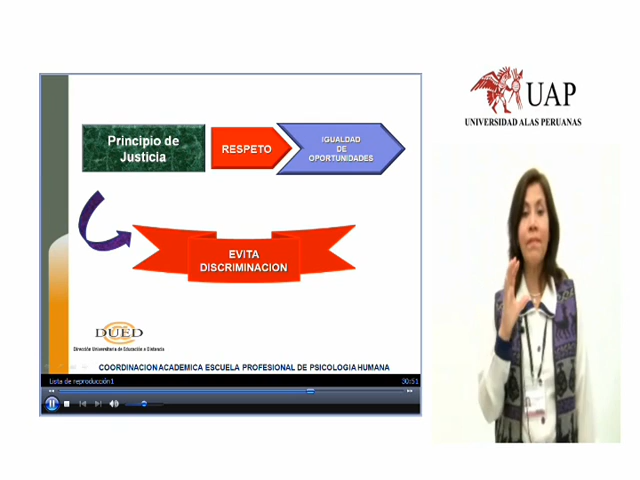 UAP
UNIVERSIDAD ALAS PERUANAS
Principio de
Justicia
RESPETO
IGUALDAD
DE
OPORTUNIDADES
EVITA
DISCRIMINACION
DUED
Dirección Universitaria de Educación a Distancia
COORDINACION ACADEMICA ESCUELA PROFESIONAL DE PSICOLOGIA HUMANA
Lista de reproducción1
30:51